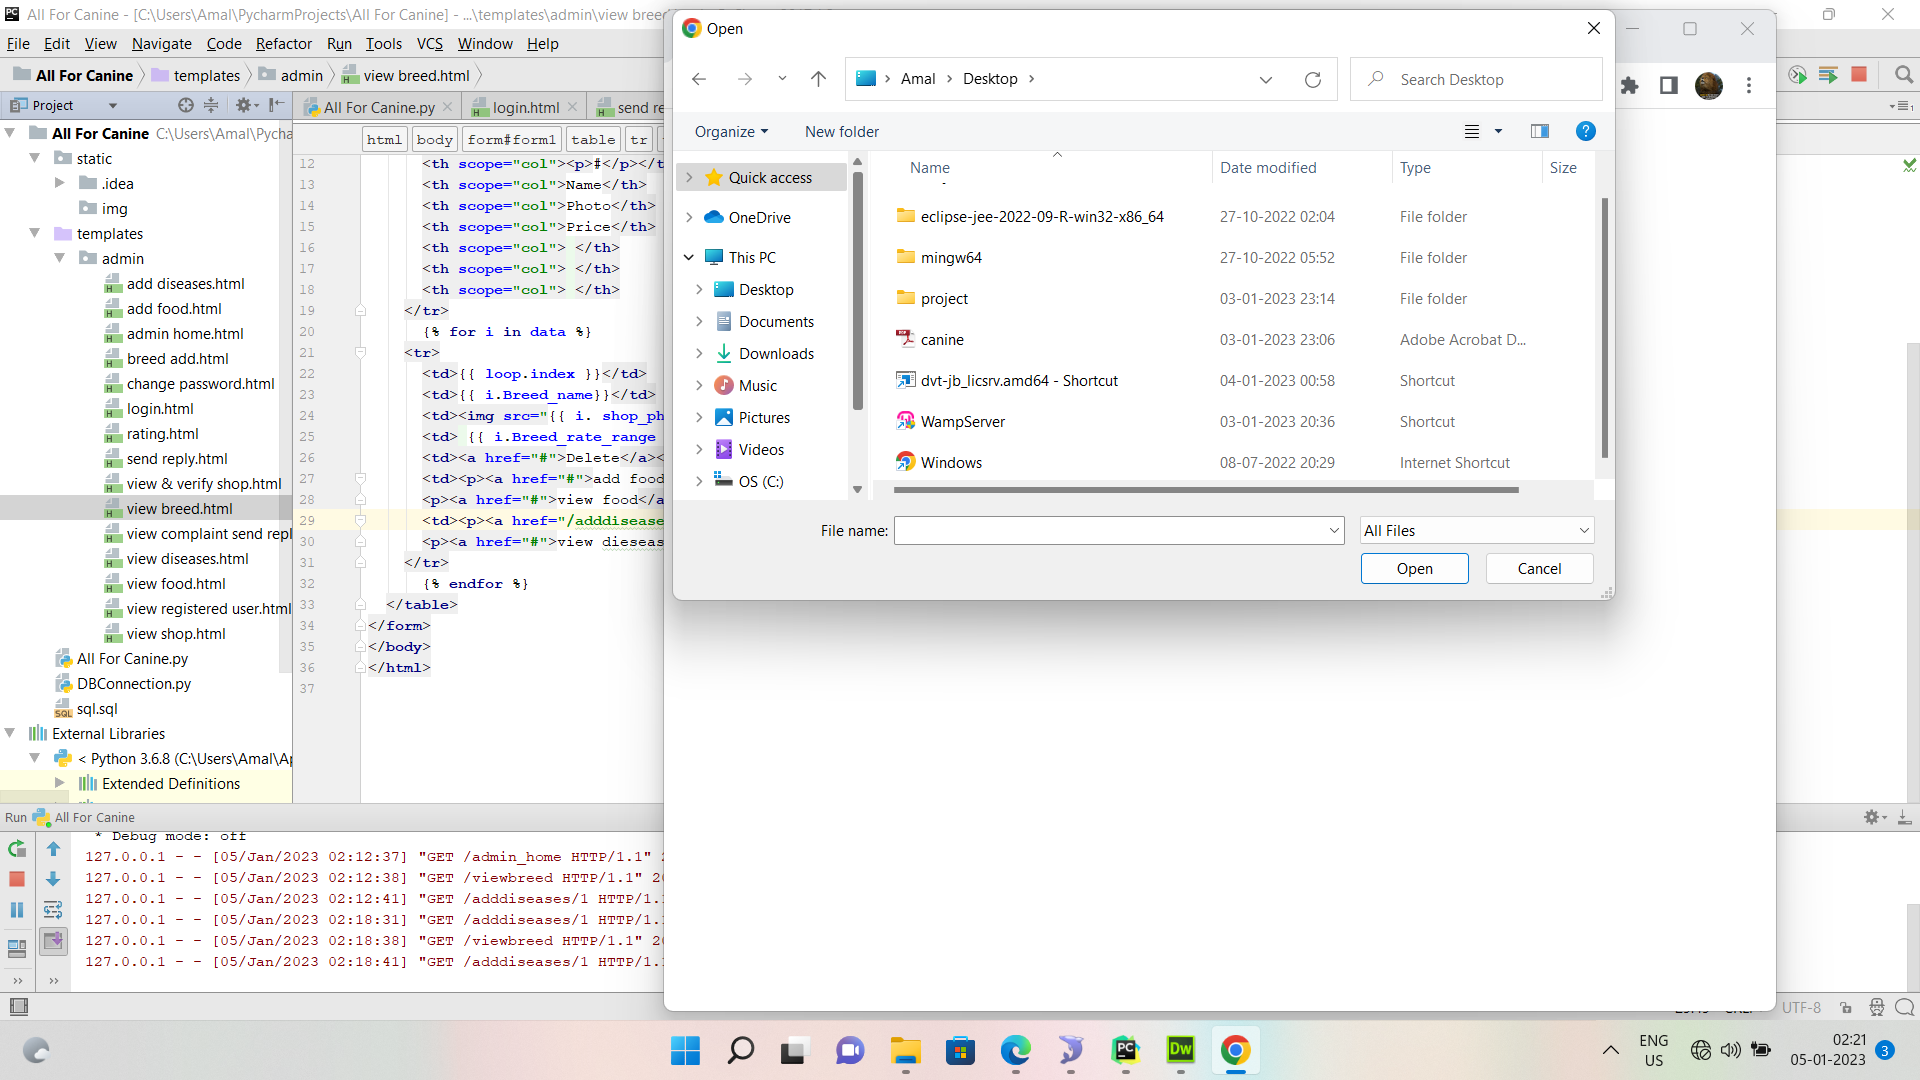 All For Canine - [C:\Users\Amal\PycharmProjects\All For Canine] - ...\templates\admin\view bree
File Edit View Navigate Code Refactor Run Tools VCS Window Help
All For Canine templates admin view breed.html
Project
All For Canine.py login.html send re
html body form#form1 table tr
All For Canine C:\Users\Amal\Pycha
static
.idea
img
templates
admin
add diseases.html
add food.html
admin home.html
breed add.html
change password.html
login.html
rating.html
send reply.html
view & verify shop.html
view breed.html
view complaint send repl
view diseases.html
view food.html
view registered user.html
view shop.html
All For Canine.py
DBConnection.py
SQL sql.sql
External Libraries
< Python 3.6.8 (C:\Users\Amal\Ap
Extended Definitions
12 <th scope="col"><p>#</p></t
13 <th scope="col">Name</th>
14 <th scope="col">Photo</th>
15 <th scope="col">Price</th>
16 <th scope="col"> </th>
17 <th scope="col"> </th>
18 <th scope="col"> </th>
19 </tr>
20 {% for i in data %}
21 <tr>
22 <td>{{ loop.index }}</td>
23 <td>{{ i.Breed_name}}</td>
24 <td><img src="{{ i. shop_ph
25 <td> {{ i.Breed_rate_range
26 <td><a href="#">Delete</a><
27 <td><p><a href="#">add food
28 <p><a href="#">view food</a
29 <td><p><a href="/adddisease
30 <p><a href="#">view diseas
31 </tr>
32 {% endfor %}
33 </table>
34 </form>
35 </body>
36 </html>
37
Open
Amal Desktop
Search Desktop
Organize New folder
Quick access
OneDrive
This PC
Desktop
Documents
Downloads
Music
Pictures
Videos
OS (C:)
Name Date modified Type Size
eclipse-jee-2022-09-R-win32-x86_64 27-10-2022 02:04 File folder
mingw64 27-10-2022 05:52 File folder
project 03-01-2023 23:14 File folder
canine 03-01-2023 23:06 Adobe Acrobat D...
dvt-jb_licsrv.amd64 - Shortcut 04-01-2023 00:58 Shortcut
WampServer 03-01-2023 20:36 Shortcut
Windows 08-07-2022 20:29 Internet Shortcut
File name: All Files
Open Cancel
Run All For Canine
* Debug mode: off
127.0.0.1 - - [05/Jan/2023 02:12:37] "GET /admin_home HTTP/1.1" 2
127.0.0.1 - - [05/Jan/2023 02:12:38] "GET /viewbreed HTTP/1.1" 20
127.0.0.1 - - [05/Jan/2023 02:12:41] "GET /adddiseases/1 HTTP/1.1
127.0.0.1 - - [05/Jan/2023 02:18:31] "GET /adddiseases/1 HTTP/1.1
127.0.0.1 - - [05/Jan/2023 02:18:38] "GET /viewbreed HTTP/1.1" 20
127.0.0.1 - - [05/Jan/2023 02:18:41] "GET /adddiseases/1 HTTP/1.1
UTF-8
PC Dw
ENG
US
02:21
05-01-2023 3